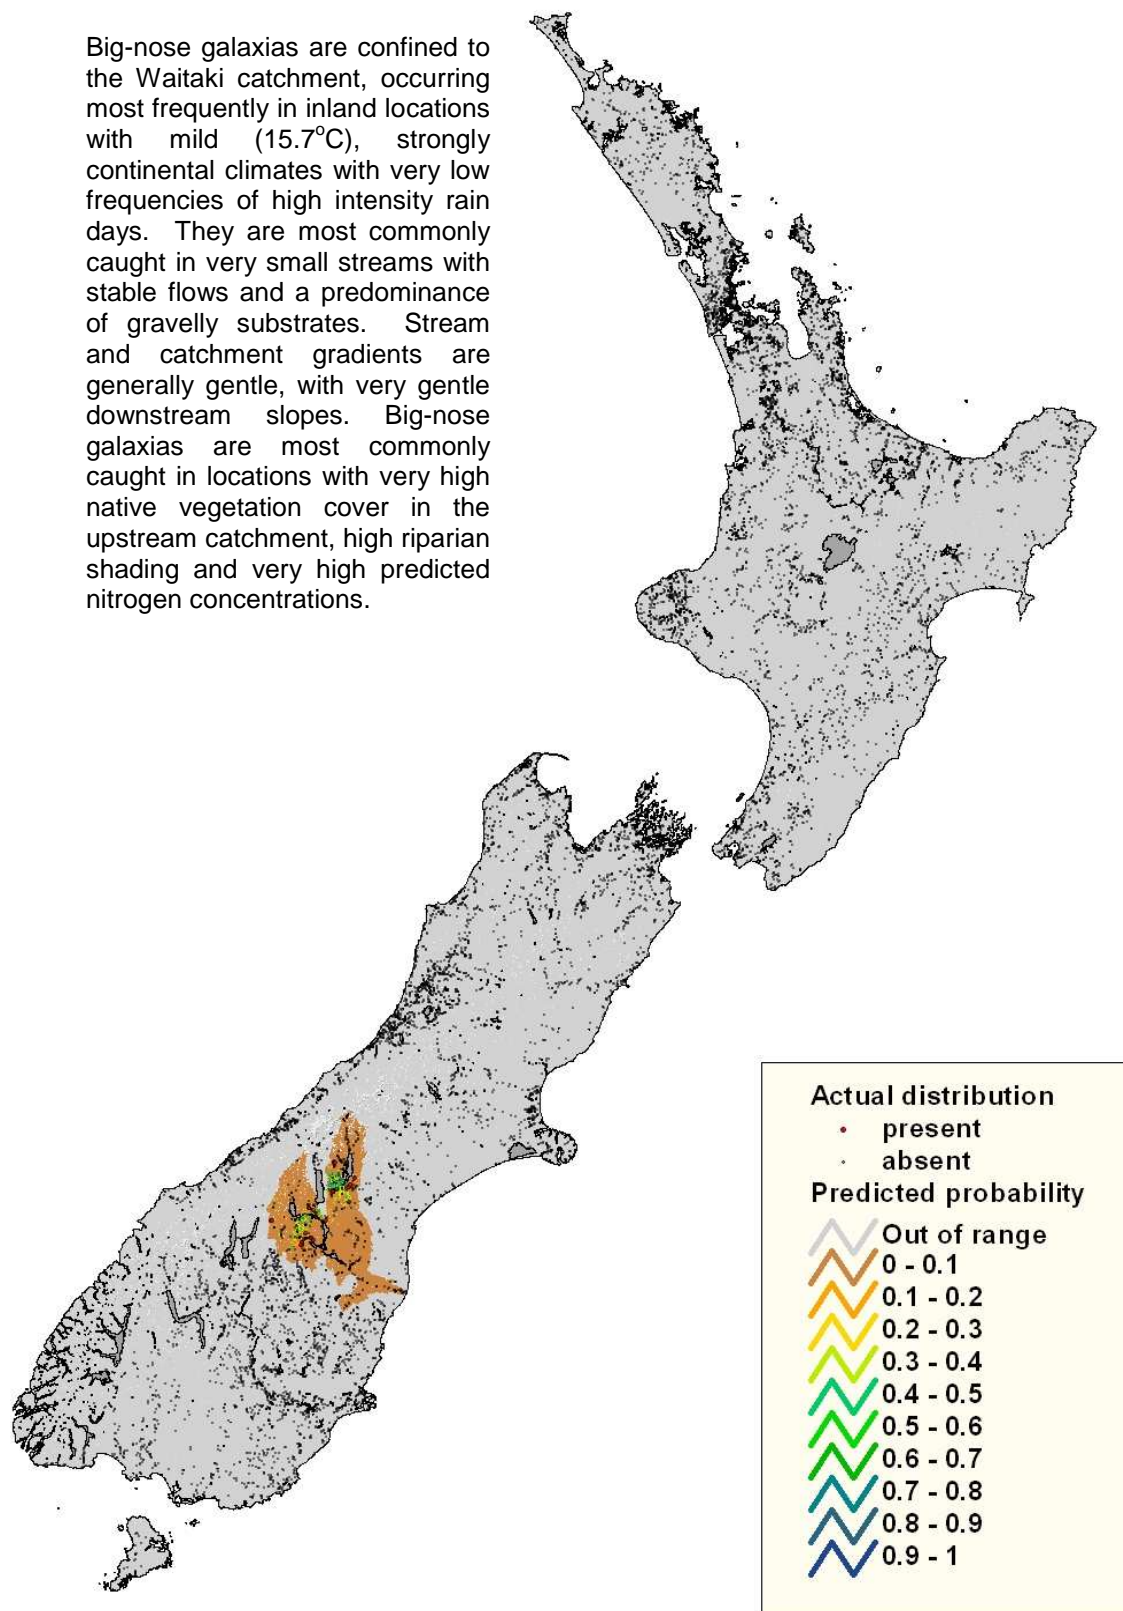 Big-nose galaxias are confined to
the Waitaki catchment, occurring
most frequently in inland locations
with mild (15.7°C), strongly
continental climates with very low
frequencies of high intensity rain
days. They are most commonly
caught in very small streams with
stable flows and a predominance
of gravelly substrates. Stream
and catchment gradients are
generally gentle, with very gentle
downstream slopes. Big-nose
galaxias are most commonly
caught in locations with very high
native vegetation cover in the
upstream catchment, high riparian
shading and very high predicted
nitrogen concentrations.
Actual distribution
present
absent
Predicted probability
Out of range
0 - 0.1
0.1 - 0.2
0.2 - 0.3
0.3 - 0.4
0.4 - 0.5
0.5 - 0.6
0.6 - 0.7
0.7 - 0.8
0.8 - 0.9
0.9 - 1